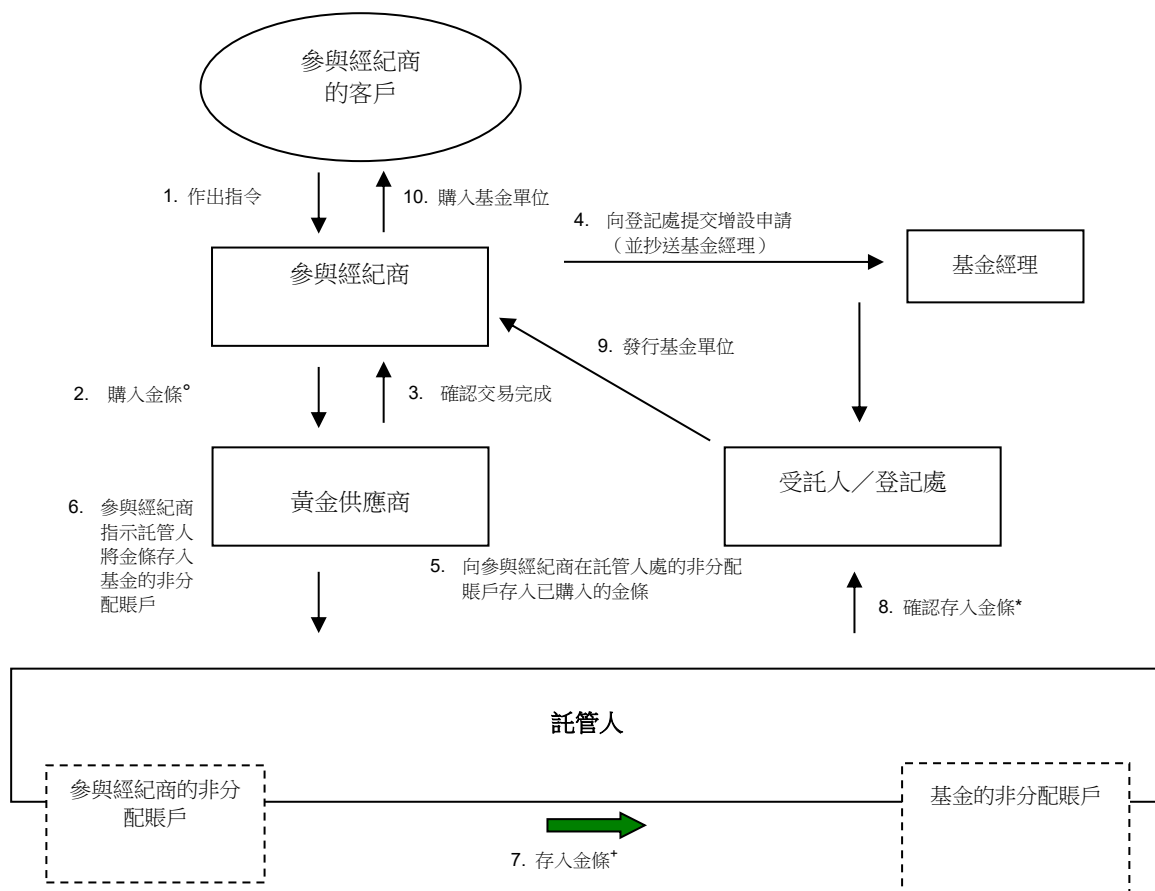 參與經紀商
的客戶
1. 作出指令
10. 購入基金單位
4. 向登記處提交增設申請
（並抄送基金經理）
參與經紀商
基金經理
9. 發行基金單位
2. 購入金條°
3. 確認交易完成
黃金供應商
受託人／登記處
6. 參與經紀商
指示託管人
將金條存入
基金的非分
配賬戶
5. 向參與經紀商在託管人處的非分配
賬戶存入已購入的金條
8. 確認存入金條*
託管人
參與經紀商的非分
配賬戶
基金的非分配賬戶
7. 存入金條+